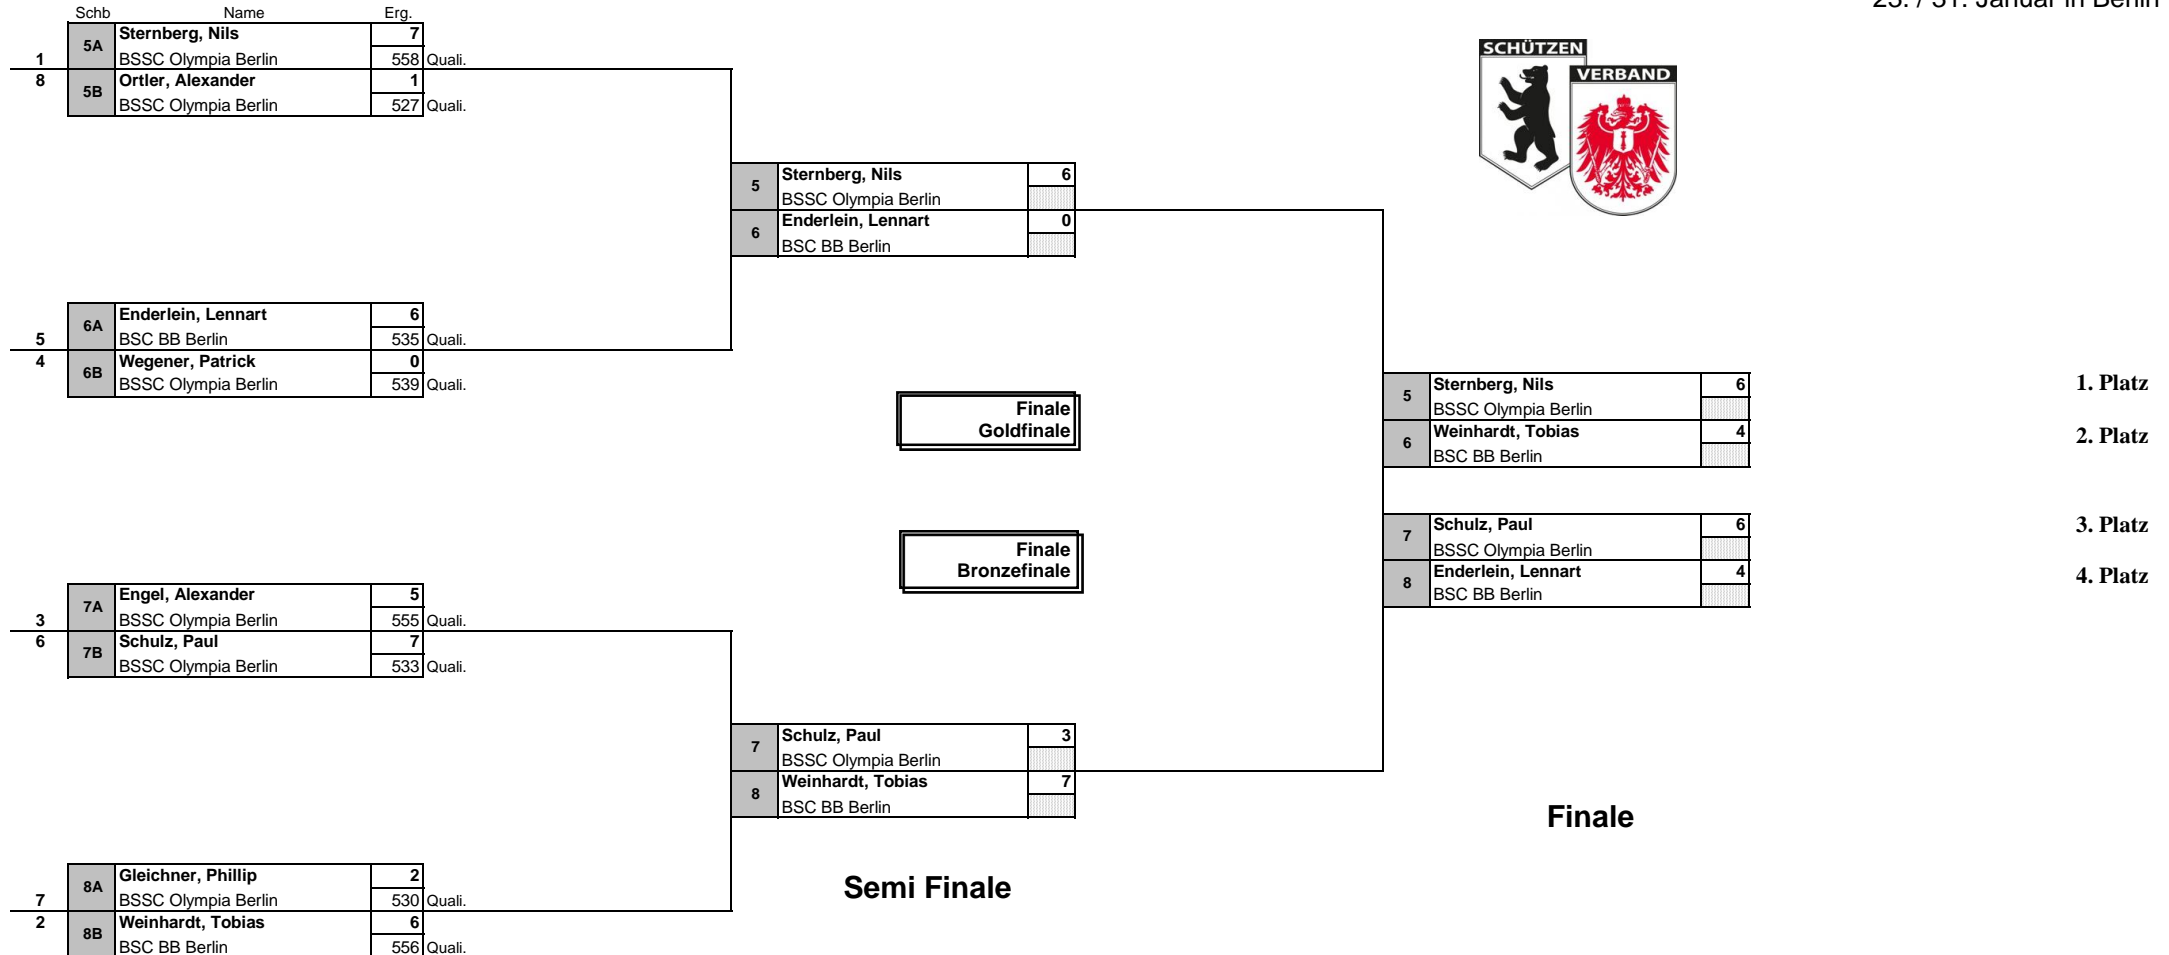 25. / 31. Januar in Berlin
Schb Name Erg.
5A Sternberg, Nils 7
1 BSSC Olympia Berlin 558 Quali.
8 5B Ortler, Alexander 1
BSSC Olympia Berlin 527 Quali.
SCHÜTZEN
VERBAND
5 Sternberg, Nils 6
BSSC Olympia Berlin
6 Enderlein, Lennart 0
BSC BB Berlin
6A Enderlein, Lennart 6
5 BSC BB Berlin 535 Quali.
4 6B Wegener, Patrick 0
BSSC Olympia Berlin 539 Quali.
Finale
Goldfinale
5 Sternberg, Nils 6 1. Platz
BSSC Olympia Berlin
6 Weinhardt, Tobias 4 2. Platz
BSC BB Berlin
Finale
Bronzefinale
7 Schulz, Paul 6 3. Platz
BSSC Olympia Berlin
8 Enderlein, Lennart 4 4. Platz
BSC BB Berlin
7A Engel, Alexander 5
3 BSSC Olympia Berlin 555 Quali.
6 7B Schulz, Paul 7
BSSC Olympia Berlin 533 Quali.
7 Schulz, Paul 3
BSSC Olympia Berlin
8 Weinhardt, Tobias 7
BSC BB Berlin
Finale
Semi Finale
8A Gleichner, Phillip 2
7 BSSC Olympia Berlin 530 Quali.
2 8B Weinhardt, Tobias 6
BSC BB Berlin 556 Quali.